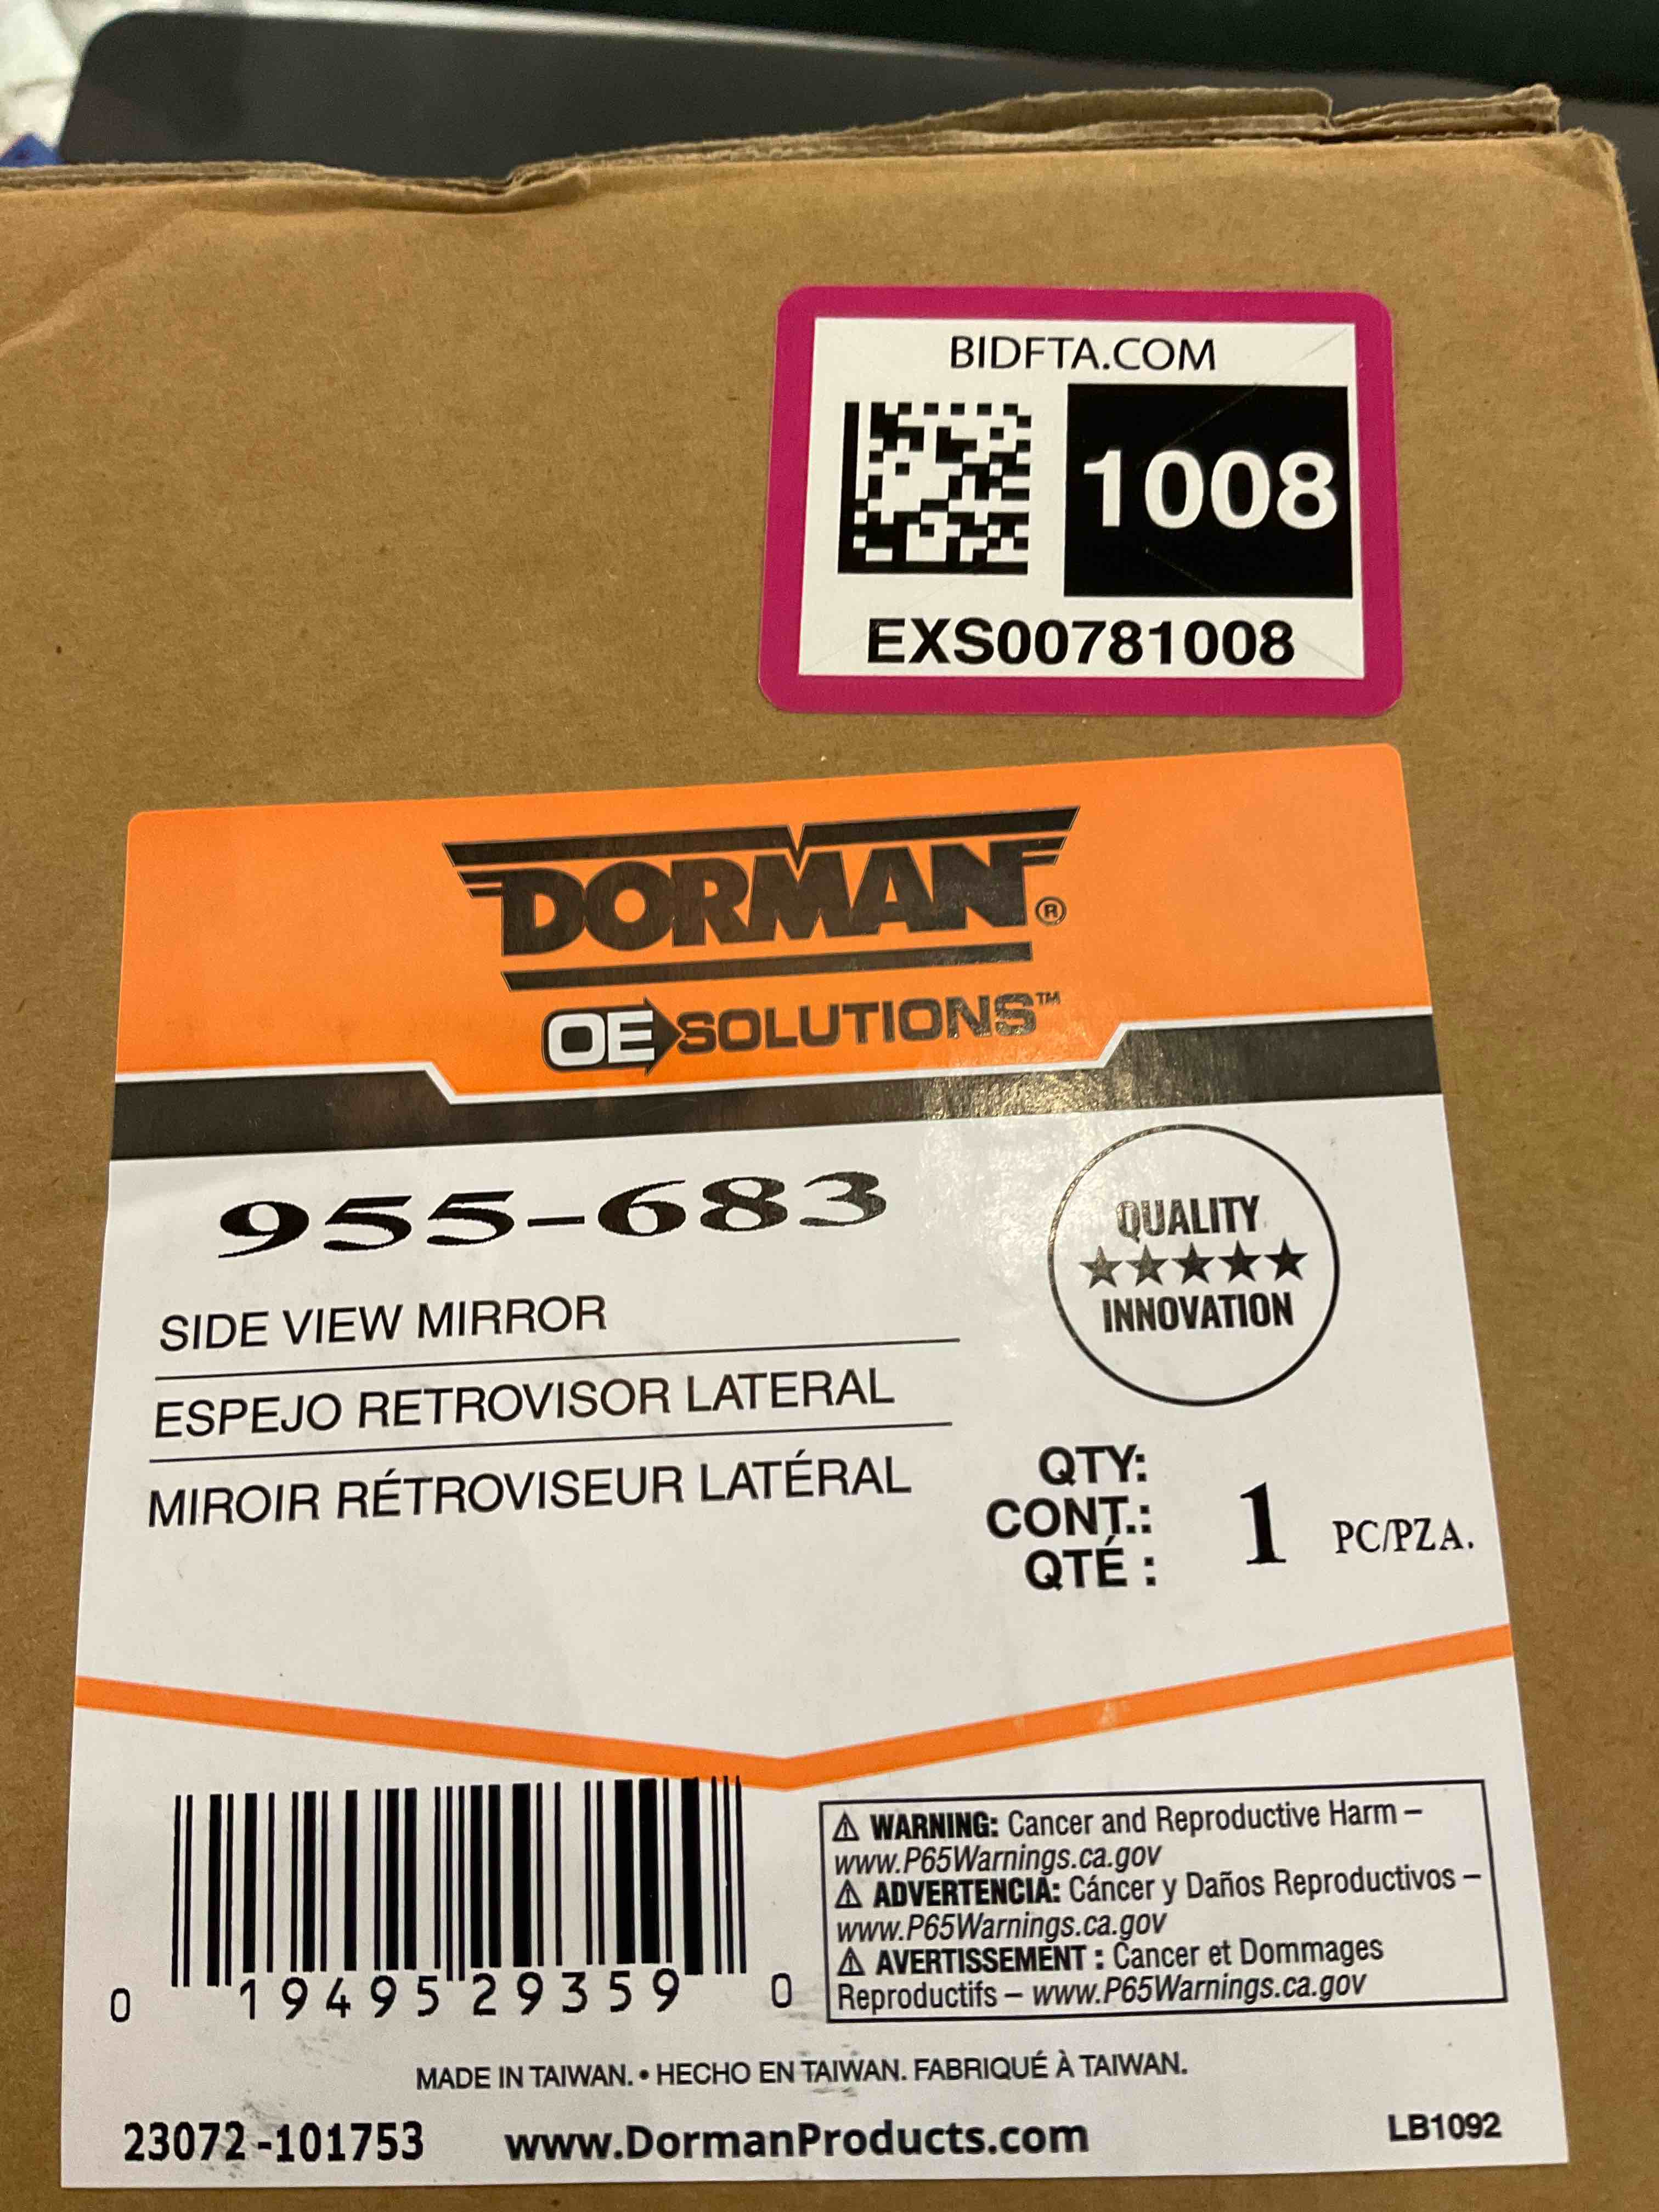 BIDFTA.COM
1008
EXS00781008
DORMAN®
OE SOLUTIONS™
955-683
QUALITY
★★★★★
INNOVATION
SIDE VIEW MIRROR
ESPEJO RETROVISOR LATERAL
MIROIR RÉTROVISEUR LATÉRAL
QTY:
CONT.:
QTÉ :
1 PC/PZA.
0 19495 29359 0
⚠ WARNING: Cancer and Reproductive Harm –
www.P65Warnings.ca.gov
⚠ ADVERTENCIA: Cáncer y Daños Reproductivos –
www.P65Warnings.ca.gov
⚠ AVERTISSEMENT : Cancer et Dommages
Reproductifs – www.P65Warnings.ca.gov
MADE IN TAIWAN. • HECHO EN TAIWAN. FABRIQUÉ À TAIWAN.
23072-101753 www.DormanProducts.com LB1092